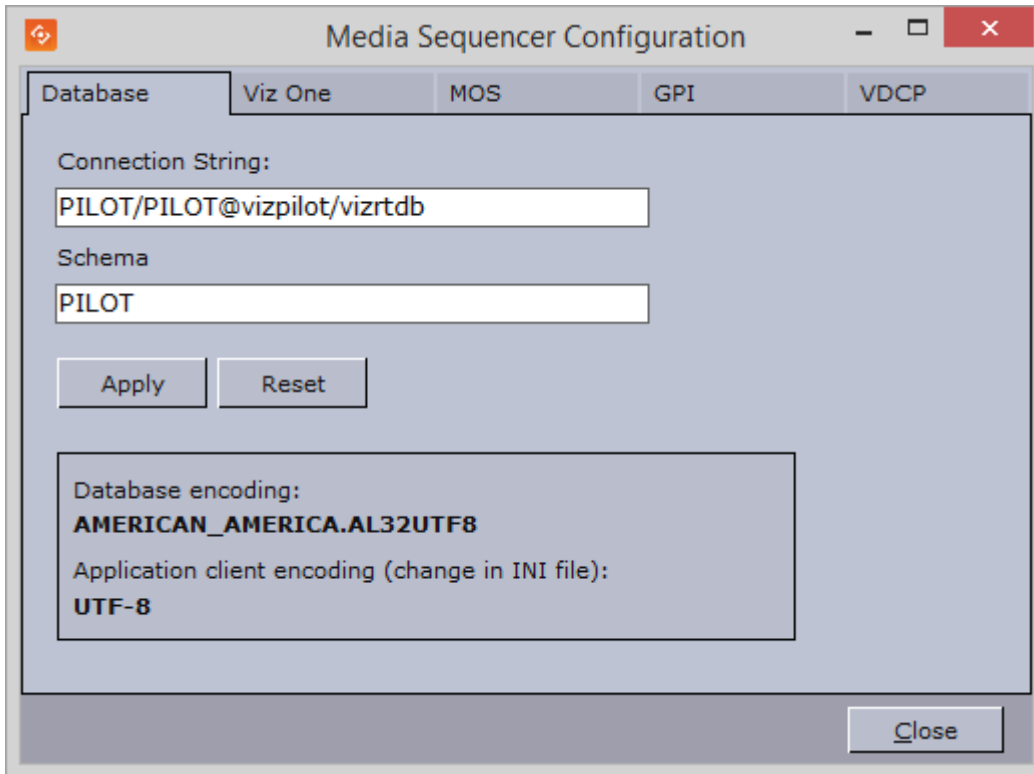 Media Sequencer Configuration
Database Viz One MOS GPI VDCP
Connection String:
PILOT/PILOT@vizpilot/vizrtdb
Schema
PILOT
Apply Reset
Database encoding:
AMERICAN_AMERICA.AL32UTF8
Application client encoding (change in INI file):
UTF-8
Close